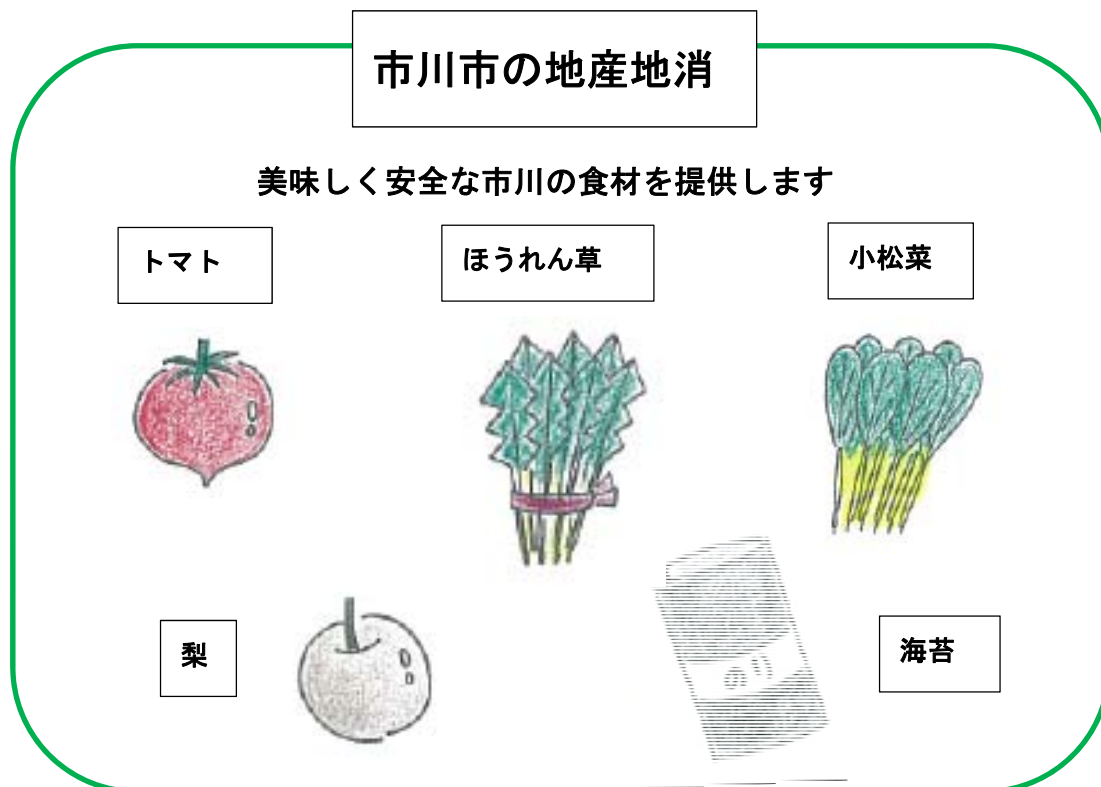 市川市の地産地消
美味しく安全な市川の食材を提供します
トマト
ほうれん草
小松菜
梨
海苔
のり